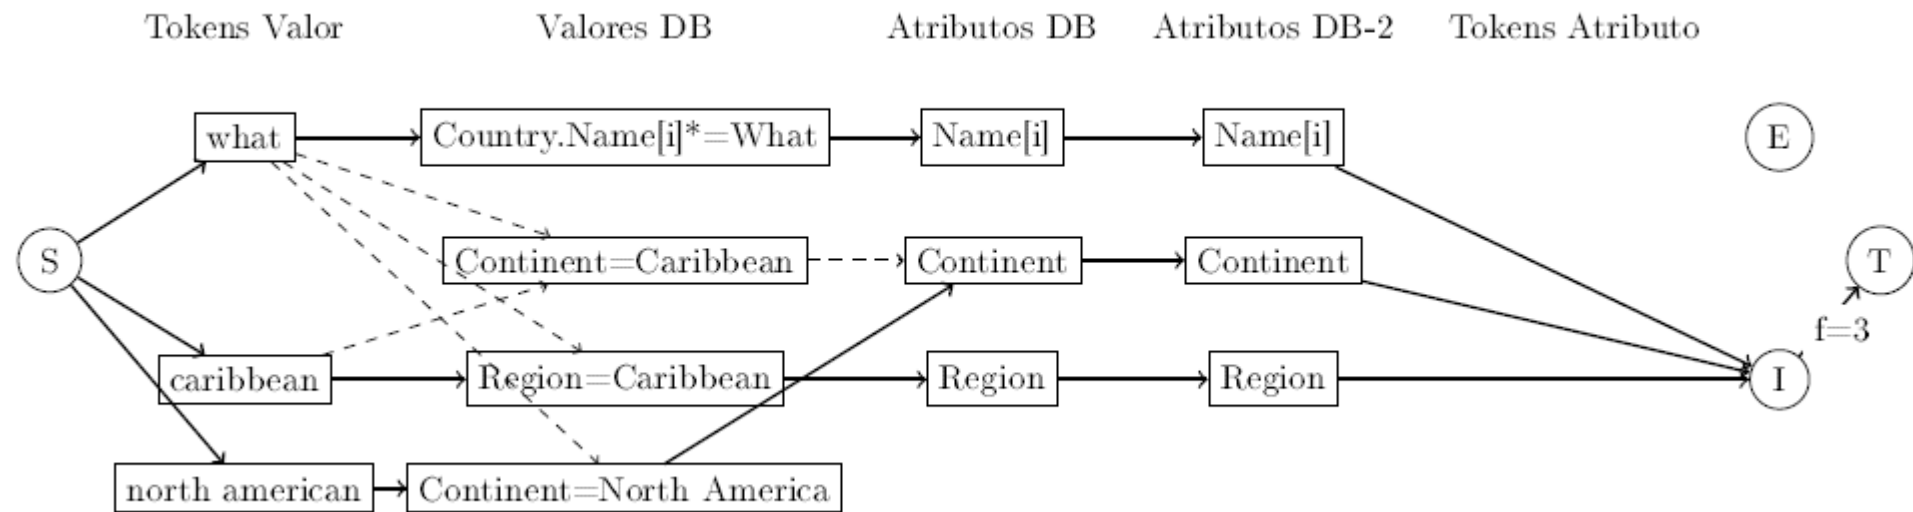 Tokens Valor Valores DB Atributos DB Atributos DB-2 Tokens Atributo
what Country.Name[i]*=What Name[i] Name[i] E
S Continent=Caribbean Continent Continent T
f=3
caribbean Region=Caribbean Region Region I
north american Continent=North America